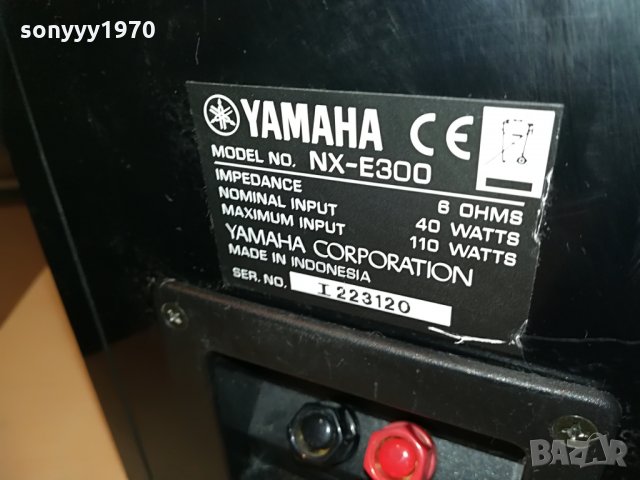 sonyyy1970
YAMAHA CE
MODEL NO. NX-E300
IMPEDANCE 6 OHMS
NOMINAL INPUT 40 WATTS
MAXIMUM INPUT 110 WATTS
YAMAHA CORPORATION
MADE IN INDONESIA
SER. NO. I 223120
bazar